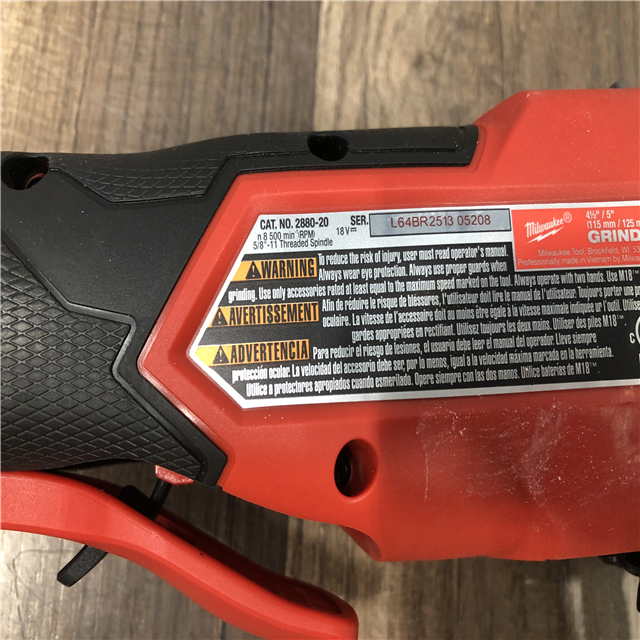 CAT. NO. 2880-20 SER. L64BR2513 05208
n 8 500 min⁻¹(RPM) 18V⎓
5/8"-11 Threaded Spindle
Milwaukee®
4½" / 5"
(115 mm / 125 m
GRIND
Milwaukee Tool, Brookfield, WI 53
Professionally made in Vietnam by Milwauk
WARNING To reduce the risk of injury, user must read operator's manual.
Always wear eye protection. Always use proper guards when
grinding. Use only accessories rated at least equal to the maximum speed marked on the tool. Always operate with two hands. Use M18™
AVERTISSEMENT Afin de réduire le risque de blessures, l'utilisateur doit lire le manuel de l'utilisateur. Toujours porter une prot
oculaire. La vitesse de l'accessoire doit moins être égale à la vitesse maximale indiquée sur l'outil. Utiliser
gardes appropriées en rectifiant. Utiliser toujours les deux mains. Utiliser des piles M18™
ADVERTENCIA Para reducir el riesgo de lesiones, el usuario debe leer el manual del operador. Lleve siempre
protección ocular. La velocidad del accesorio debe ser, por lo menos, igual a la velocidad máxima marcada en la herramienta.
Utilice a protectores apropiados cuando esmerilado. Opere siempre con las dos manos. Utilice baterías de M18™
C